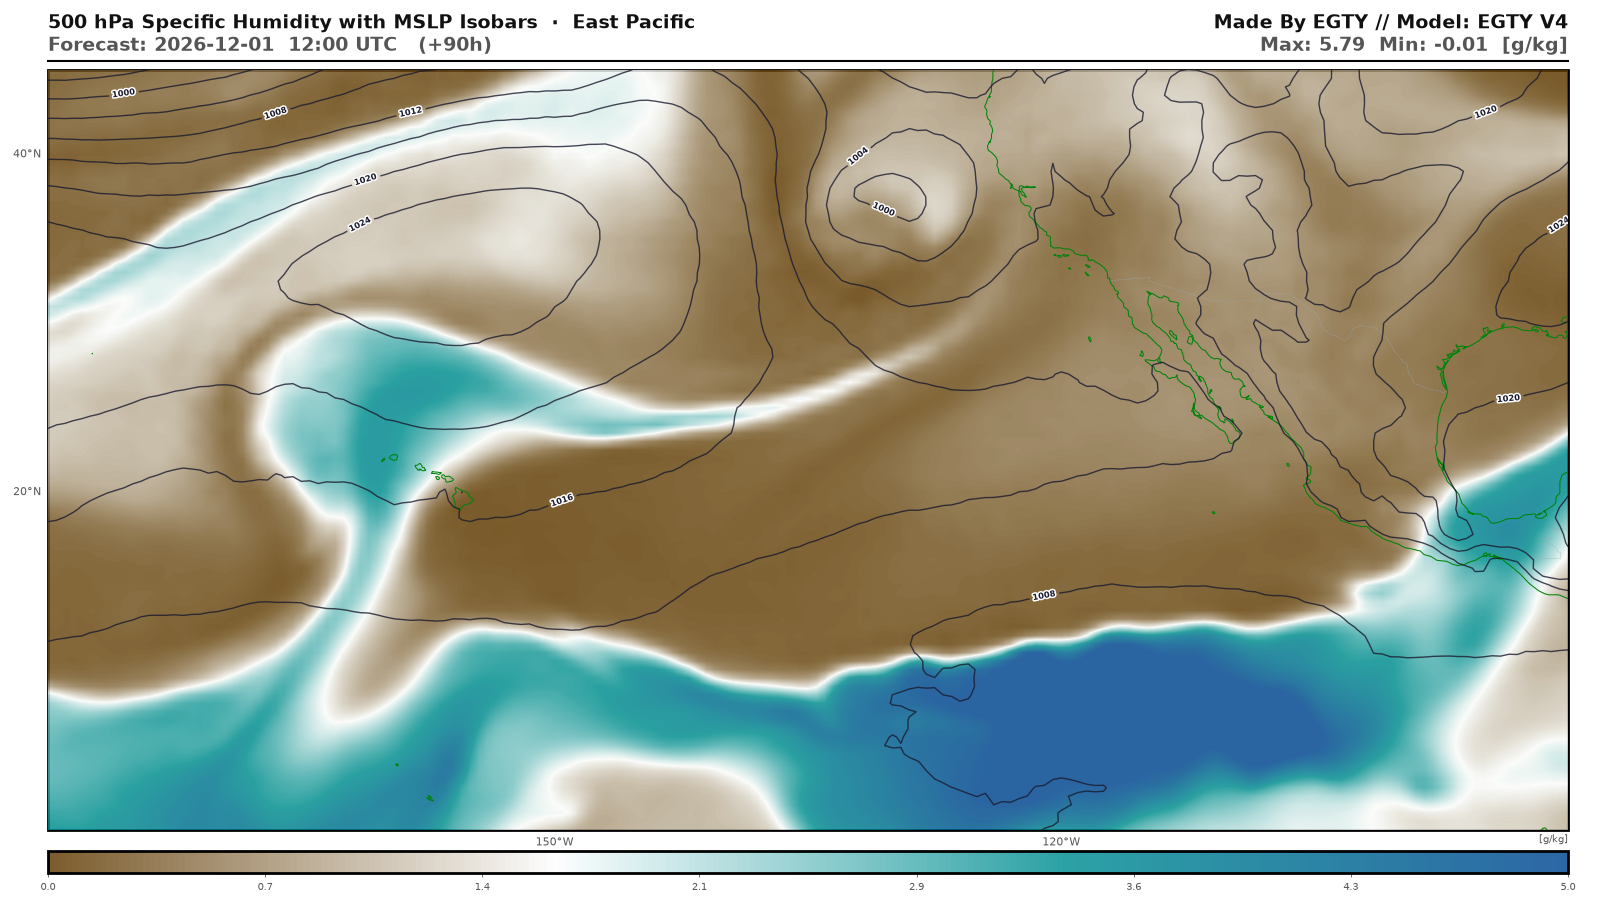 500 hPa Specific Humidity with MSLP Isobars · East Pacific
Made By EGTY // Model: EGTY V4
Forecast: 2026-12-01 12:00 UTC (+90h)
Max: 5.79 Min: -0.01 [g/kg]
1000
1008
1012
1020
1004
40°N
1020
1000
1024
1024
1020
20°N
1016
1008
150°W
120°W
[g/kg]
0.0
0.7
1.4
2.1
2.9
3.6
4.3
5.0